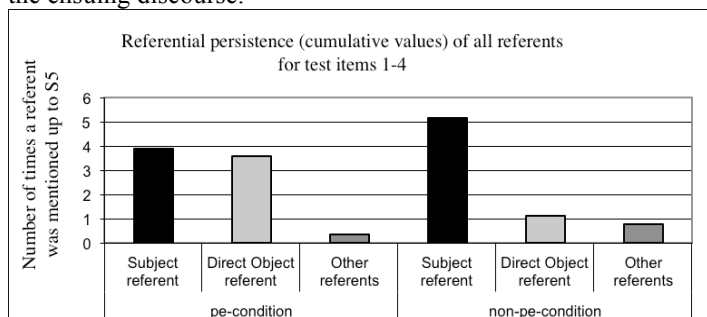 the ensuing discourse.
Referential persistence (cumulative values) of all referents
for test items 1-4
Number of times a referent
was mentioned up to S5
6
5
4
3
2
1
0
Subject referent
Direct Object referent
Other referents
Subject referent
Direct Object referent
Other referents
pe-condition
non-pe-condition